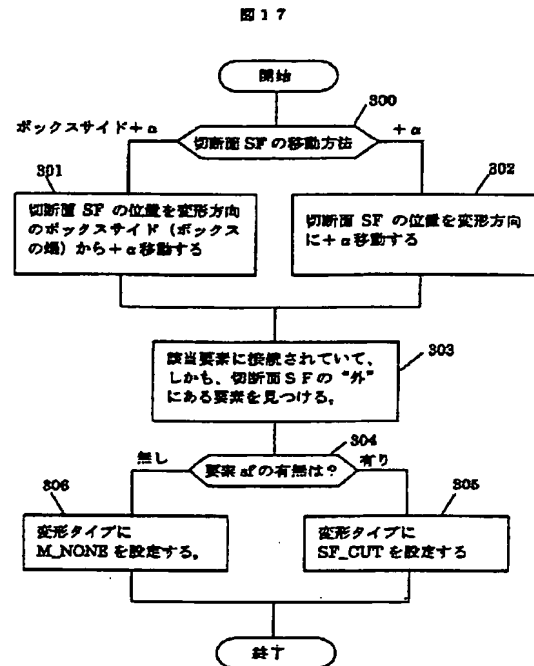 図17
開始
300
切断面 SF の移動方法
ボックスサイド+α
+α
301
切断面 SF の位置を変形方向
のボックスサイド(ボックス
の端)から+α移動する
302
切断面 SF の位置を変形方向
に+α移動する
303
該当要素に接続されていて、
しかも、切断面SFの“外”
にある要素を見つける。
304
要素 sf の有無は?
無し
有り
306
変形タイプに
M_NONE を設定する。
305
変形タイプに
SF_CUT を設定する
終了